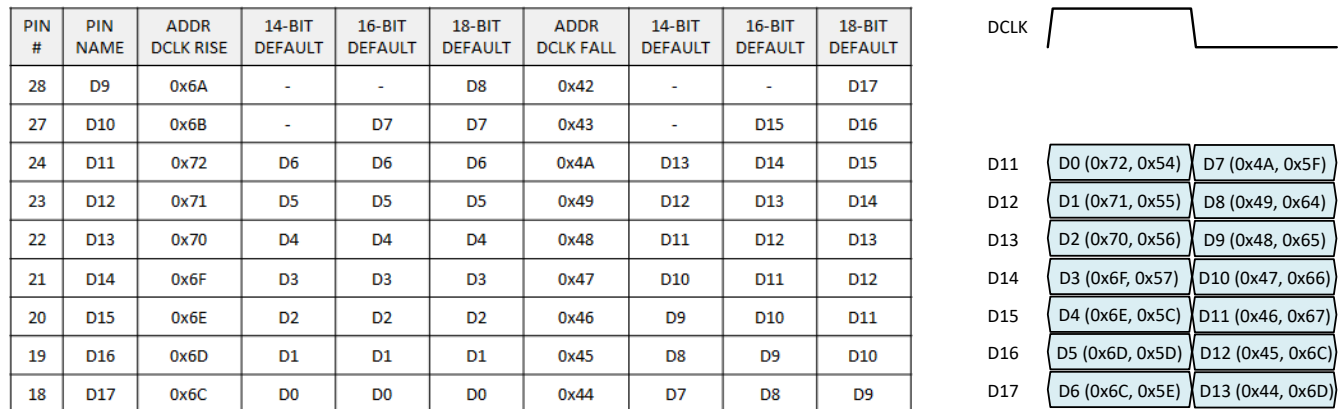 PIN # PIN NAME ADDR DCLK RISE 14-BIT DEFAULT 16-BIT DEFAULT 18-BIT DEFAULT ADDR DCLK FALL 14-BIT DEFAULT 16-BIT DEFAULT 18-BIT DEFAULT
28 D9 0x6A - - D8 0x42 - - D17
27 D10 0x6B - D7 D7 0x43 - D15 D16
24 D11 0x72 D6 D6 D6 0x4A D13 D14 D15
23 D12 0x71 D5 D5 D5 0x49 D12 D13 D14
22 D13 0x70 D4 D4 D4 0x48 D11 D12 D13
21 D14 0x6F D3 D3 D3 0x47 D10 D11 D12
20 D15 0x6E D2 D2 D2 0x46 D9 D10 D11
19 D16 0x6D D1 D1 D1 0x45 D8 D9 D10
18 D17 0x6C D0 D0 D0 0x44 D7 D8 D9
DCLK
D11 D0 (0x72, 0x54) D7 (0x4A, 0x5F)
D12 D1 (0x71, 0x55) D8 (0x49, 0x64)
D13 D2 (0x70, 0x56) D9 (0x48, 0x65)
D14 D3 (0x6F, 0x57) D10 (0x47, 0x66)
D15 D4 (0x6E, 0x5C) D11 (0x46, 0x67)
D16 D5 (0x6D, 0x5D) D12 (0x45, 0x6C)
D17 D6 (0x6C, 0x5E) D13 (0x44, 0x6D)